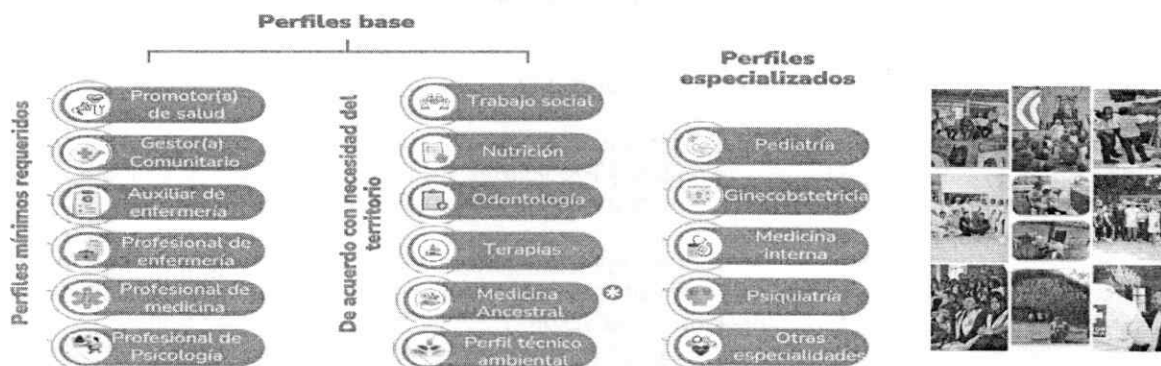 Perfiles base
Perfiles mínimos requeridos
Promotor(a)
de salud
Gestor(a)
Comunitario
Auxiliar de
enfermería
Profesional de
enfermería
Profesional de
medicina
Profesional de
Psicología
De acuerdo con necesidad del
territorio
Trabajo social
Nutrición
Odontología
Terapias
Medicina
Ancestral
*
Perfil técnico
ambiental
Perfiles
especializados
Pediatría
Ginecobstetricia
Medicina
interna
Psiquiatría
Otras
especialidades